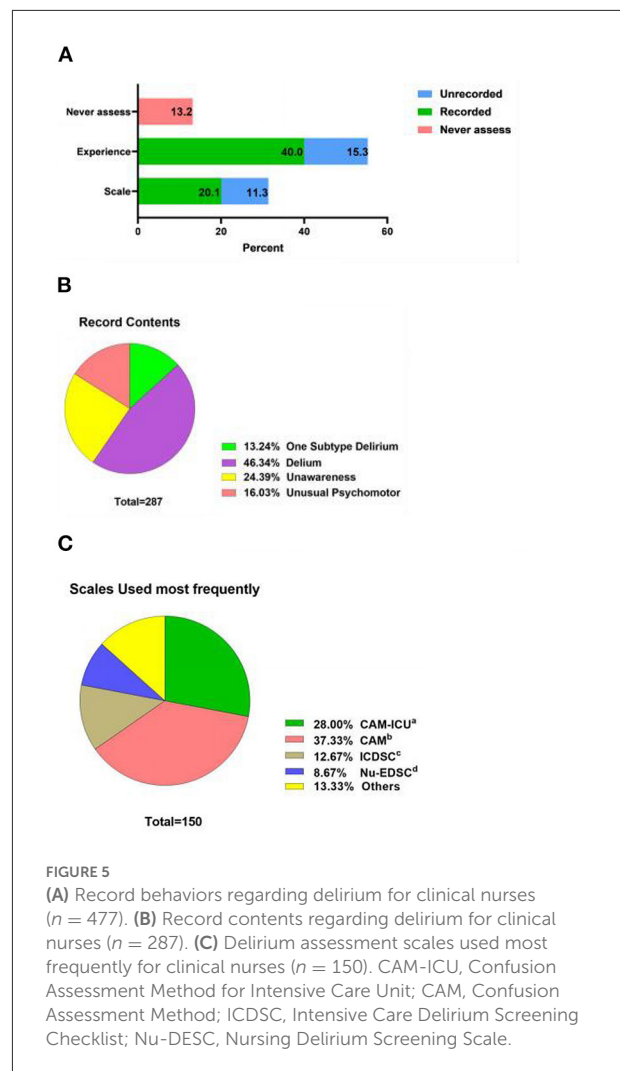 A
Never assess
13.2
Experience
40.0
15.3
Scale
20.1
11.3
0
20
40
60
Percent
Unrecorded
Recorded
Never assess
B
Record Contents
13.24% One Subtype Delirium
46.34% Delium
24.39% Unawareness
16.03% Unusual Psychomotor
Total=287
C
Scales Used most frequently
28.00% CAM-ICUᵃ
37.33% CAMᵇ
12.67% ICDSCᶜ
8.67% Nu-EDSCᵈ
13.33% Others
Total=150
FIGURE 5
(A) Record behaviors regarding delirium for clinical nurses
(n = 477). (B) Record contents regarding delirium for clinical
nurses (n = 287). (C) Delirium assessment scales used most
frequently for clinical nurses (n = 150). CAM-ICU, Confusion
Assessment Method for Intensive Care Unit; CAM, Confusion
Assessment Method; ICDSC, Intensive Care Delirium Screening
Checklist; Nu-DESC, Nursing Delirium Screening Scale.